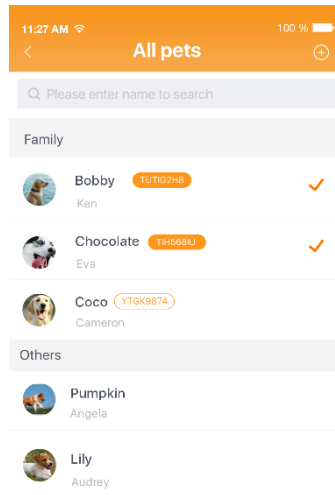 11:27 AM 100 %
All pets
Please enter name to search
Family
Bobby TUTIG2H8
Ken
Chocolate TIH568IU
Eva
Coco YTGK9874
Cameron
Others
Pumpkin
Angela
Lily
Audrey